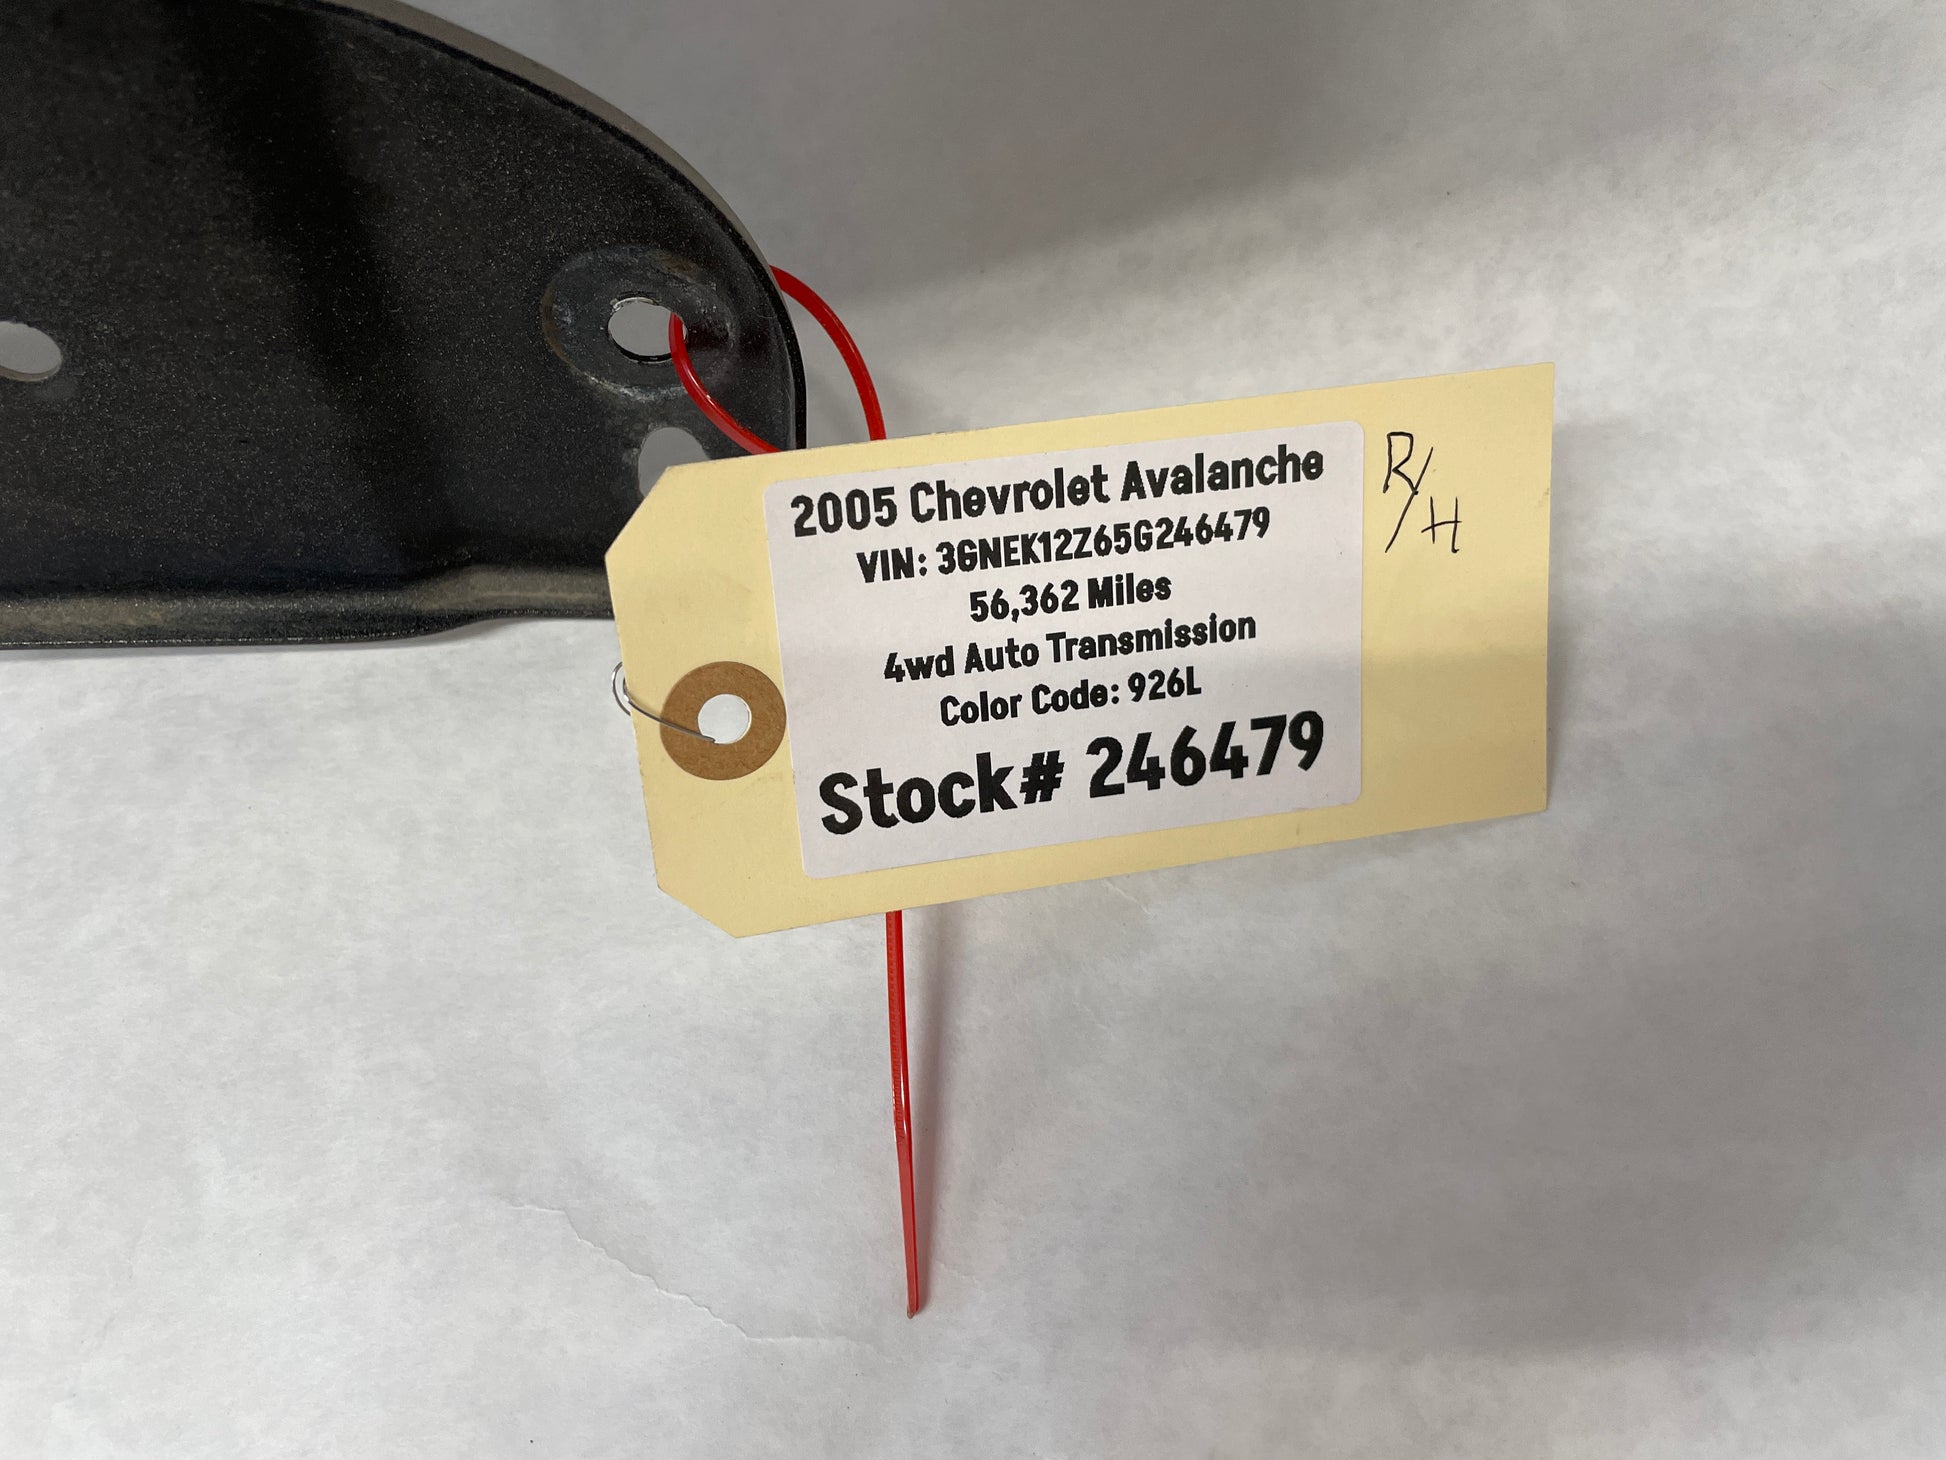 2005 Chevrolet Avalanche
VIN: 3GNEK12Z65G246479
56,362 Miles
4wd Auto Transmission
Color Code: 926L
Stock# 246479
R/H